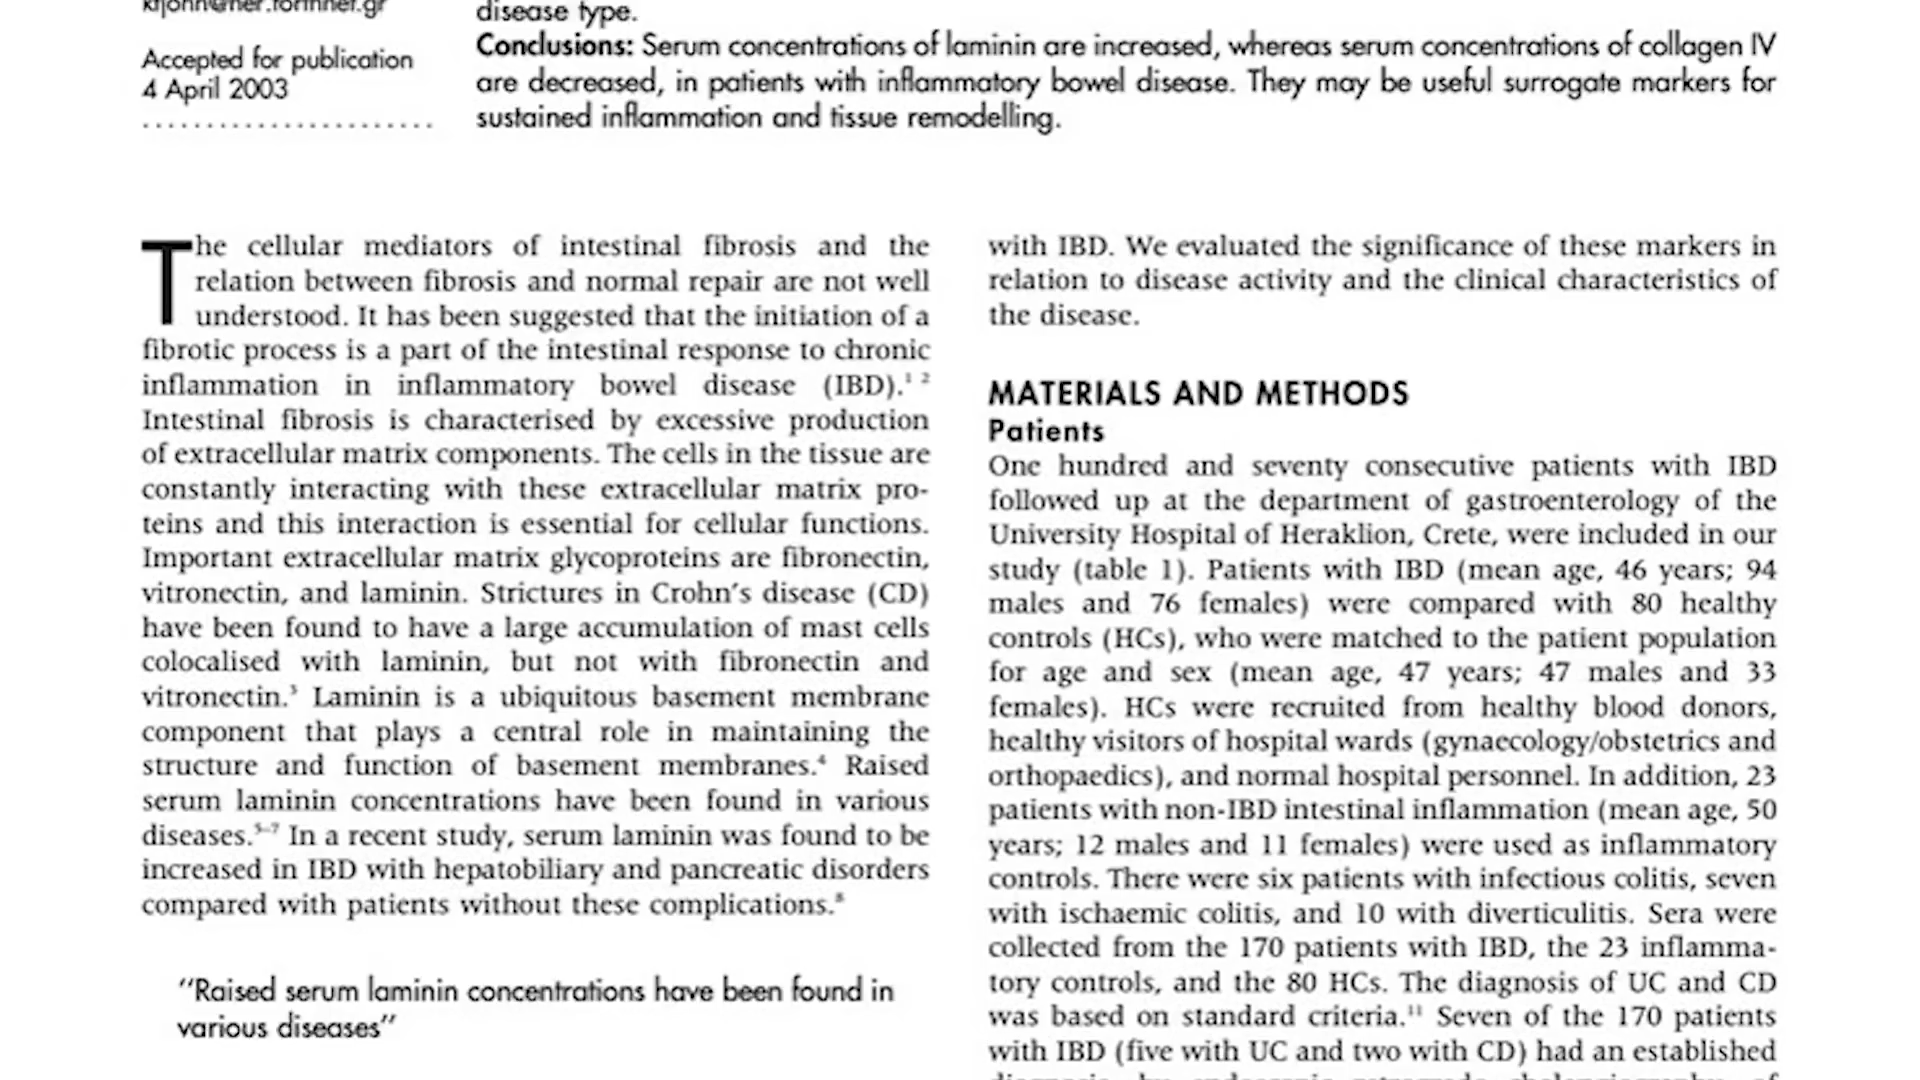 kfjohn@her.forthnet.gr
Accepted for publication
4 April 2003
disease type.
Conclusions: Serum concentrations of laminin are increased, whereas serum concentrations of collagen IV
are decreased, in patients with inflammatory bowel disease. They may be useful surrogate markers for
sustained inflammation and tissue remodelling.
The cellular mediators of intestinal fibrosis and the
relation between fibrosis and normal repair are not well
understood. It has been suggested that the initiation of a
fibrotic process is a part of the intestinal response to chronic
inflammation in inflammatory bowel disease (IBD).1 2
Intestinal fibrosis is characterised by excessive production
of extracellular matrix components. The cells in the tissue are
constantly interacting with these extracellular matrix pro-
teins and this interaction is essential for cellular functions.
Important extracellular matrix glycoproteins are fibronectin,
vitronectin, and laminin. Strictures in Crohn's disease (CD)
have been found to have a large accumulation of mast cells
colocalised with laminin, but not with fibronectin and
vitronectin.3 Laminin is a ubiquitous basement membrane
component that plays a central role in maintaining the
structure and function of basement membranes.4 Raised
serum laminin concentrations have been found in various
diseases.5–7 In a recent study, serum laminin was found to be
increased in IBD with hepatobiliary and pancreatic disorders
compared with patients without these complications.8
"Raised serum laminin concentrations have been found in
various diseases"
with IBD. We evaluated the significance of these markers in
relation to disease activity and the clinical characteristics of
the disease.
MATERIALS AND METHODS
Patients
One hundred and seventy consecutive patients with IBD
followed up at the department of gastroenterology of the
University Hospital of Heraklion, Crete, were included in our
study (table 1). Patients with IBD (mean age, 46 years; 94
males and 76 females) were compared with 80 healthy
controls (HCs), who were matched to the patient population
for age and sex (mean age, 47 years; 47 males and 33
females). HCs were recruited from healthy blood donors,
healthy visitors of hospital wards (gynaecology/obstetrics and
orthopaedics), and normal hospital personnel. In addition, 23
patients with non-IBD intestinal inflammation (mean age, 50
years; 12 males and 11 females) were used as inflammatory
controls. There were six patients with infectious colitis, seven
with ischaemic colitis, and 10 with diverticulitis. Sera were
collected from the 170 patients with IBD, the 23 inflamma-
tory controls, and the 80 HCs. The diagnosis of UC and CD
was based on standard criteria.11 Seven of the 170 patients
with IBD (five with UC and two with CD) had an established